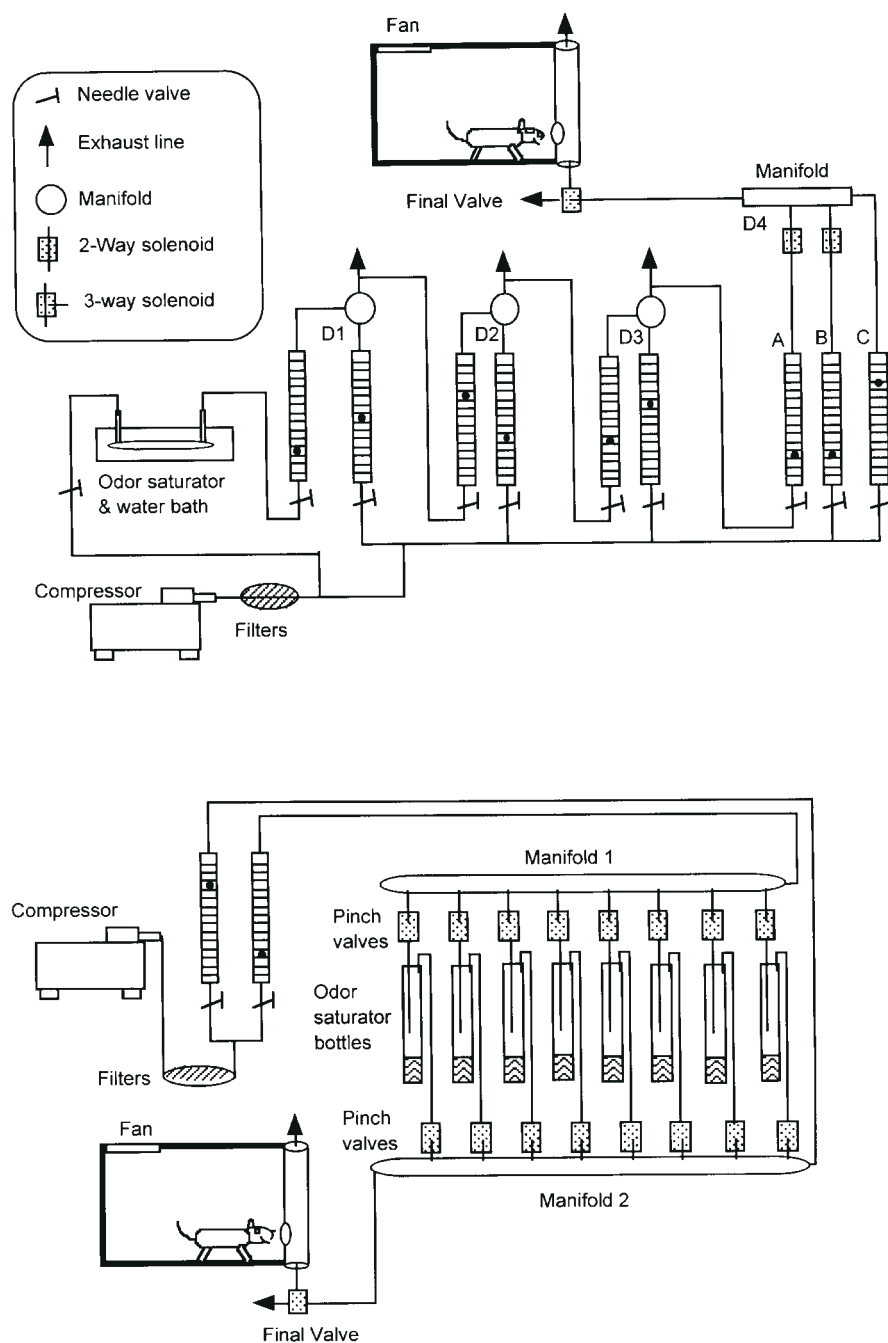 Fan
Needle valve
Exhaust line
Manifold
2-Way solenoid
3-way solenoid
Final Valve
Manifold
D4
D1
D2
D3
A
B
C
Odor saturator
& water bath
Compressor
Filters
Manifold 1
Compressor
Pinch
valves
Odor
saturator
bottles
Filters
Pinch
valves
Fan
Manifold 2
Final Valve